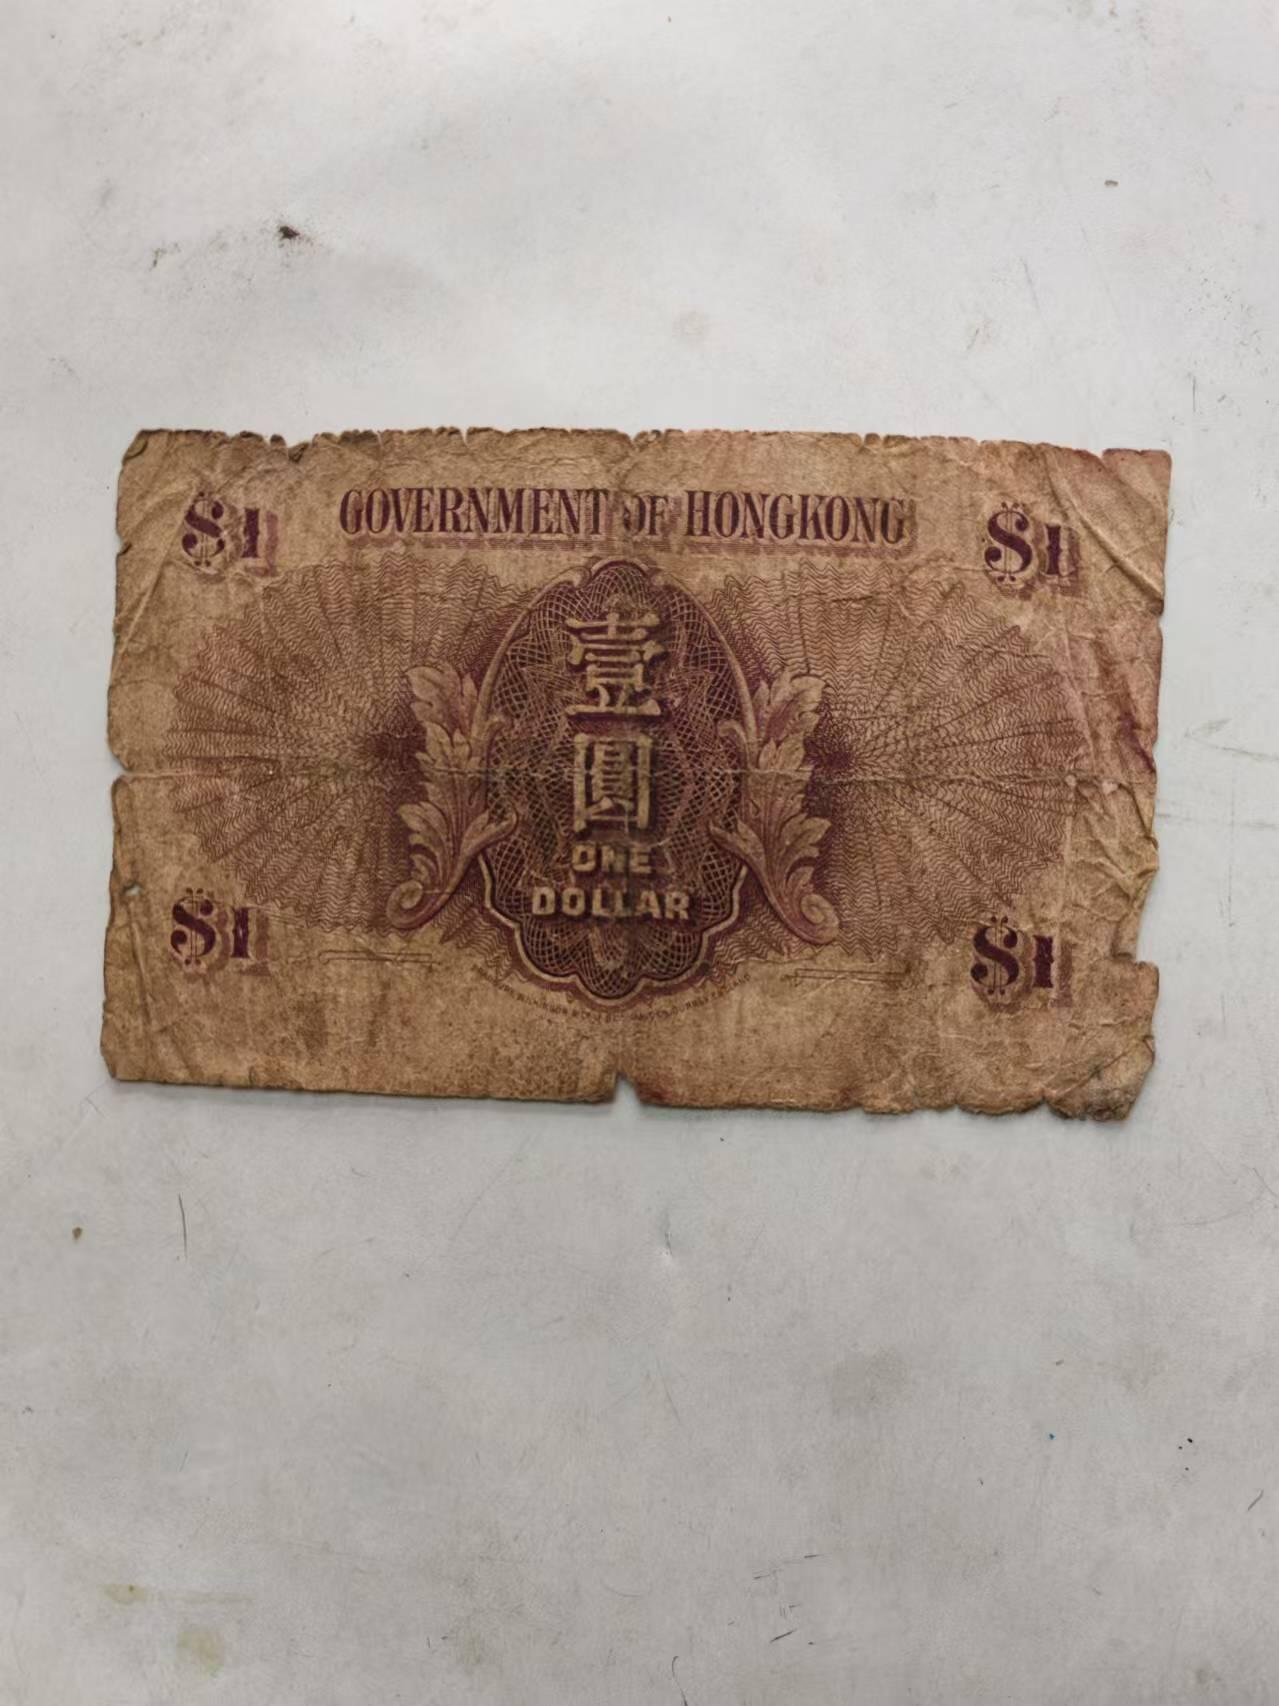 $1 GOVERNMENT OF HONGKONG $1
壹
圓
ONE
DOLLAR
$1 $1